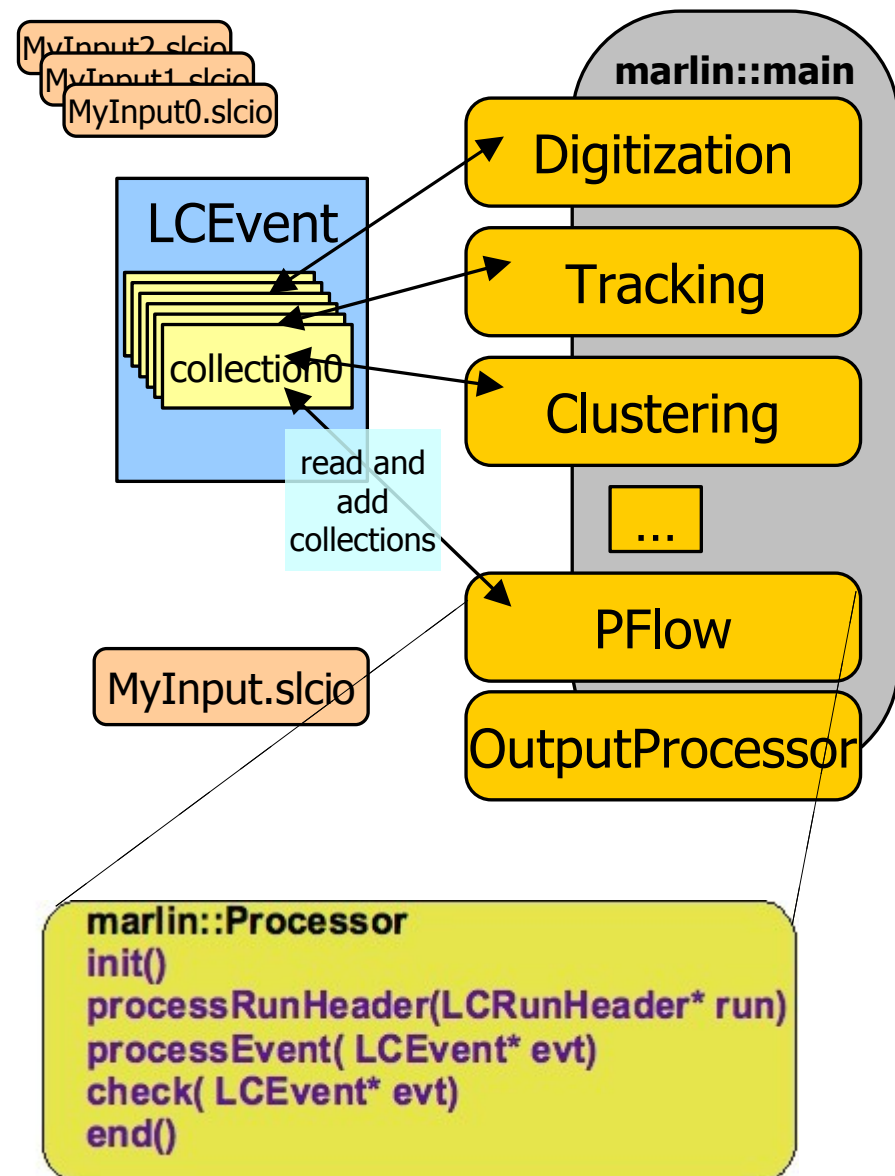 MyInput2.slcio
MyInput1.slcio
MyInput0.slcio
marlin::main
Digitization
LCEvent
Tracking
collection0
Clustering
read and
add
collections
...
PFlow
MyInput.slcio
OutputProcessor
marlin::Processor
init()
processRunHeader(LCRunHeader* run)
processEvent( LCEvent* evt)
check( LCEvent* evt)
end()